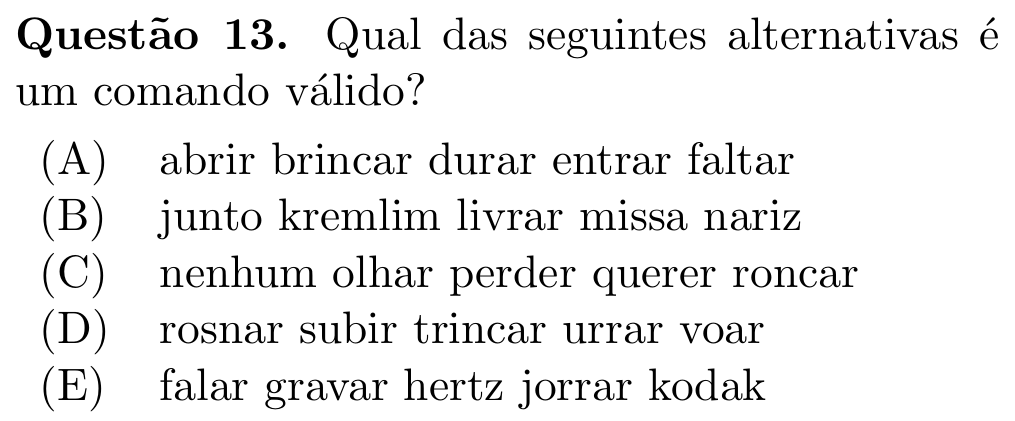 Questão 13. Qual das seguintes alternativas é
um comando válido?
(A) abrir brincar durar entrar faltar
(B) junto kremlim livrar missa nariz
(C) nenhum olhar perder querer roncar
(D) rosnar subir trincar urrar voar
(E) falar gravar hertz jorrar kodak